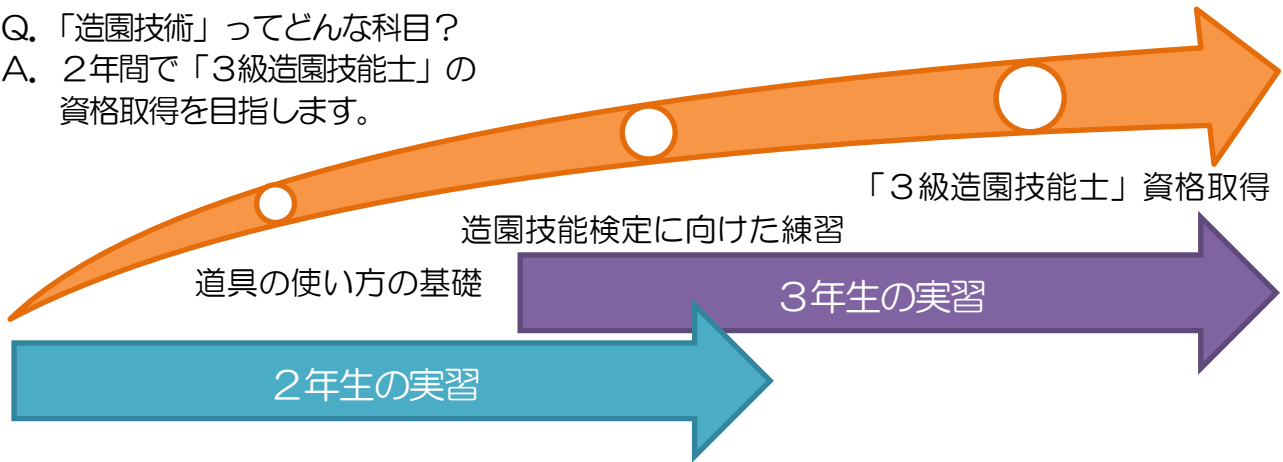 Q.「造園技術」ってどんな科目？
A．２年間で「３級造園技能士」の
資格取得を目指します。
「３級造園技能士」資格取得
造園技能検定に向けた練習
道具の使い方の基礎
３年生の実習
２年生の実習